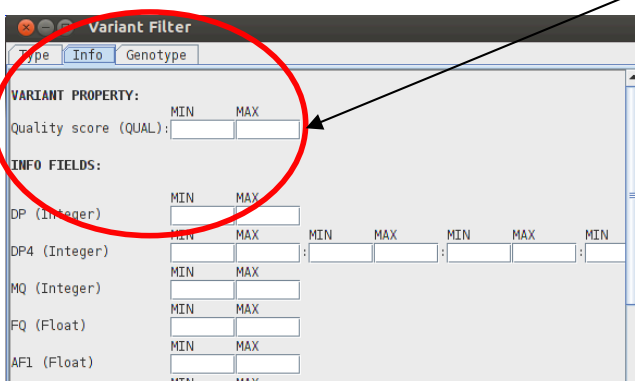 Variant Filter
Type Info Genotype
VARIANT PROPERTY:
MIN MAX
Quality score (QUAL):
INFO FIELDS:
MIN MAX
DP (Integer)
MIN MAX MIN MAX MIN MAX MIN
DP4 (Integer) : : :
MIN MAX
MQ (Integer)
MIN MAX
FQ (Float)
MIN MAX
AF1 (Float)
MIN MAX